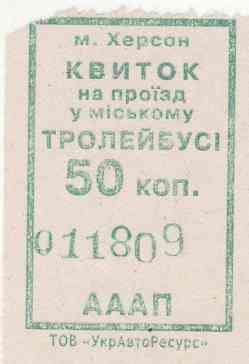 м. Херсон
КВИТОК
на проїзд
у міському
ТРОЛЕЙБУСІ
50 коп.
011809
АААП
ТОВ «УкрАвтоРесурс»